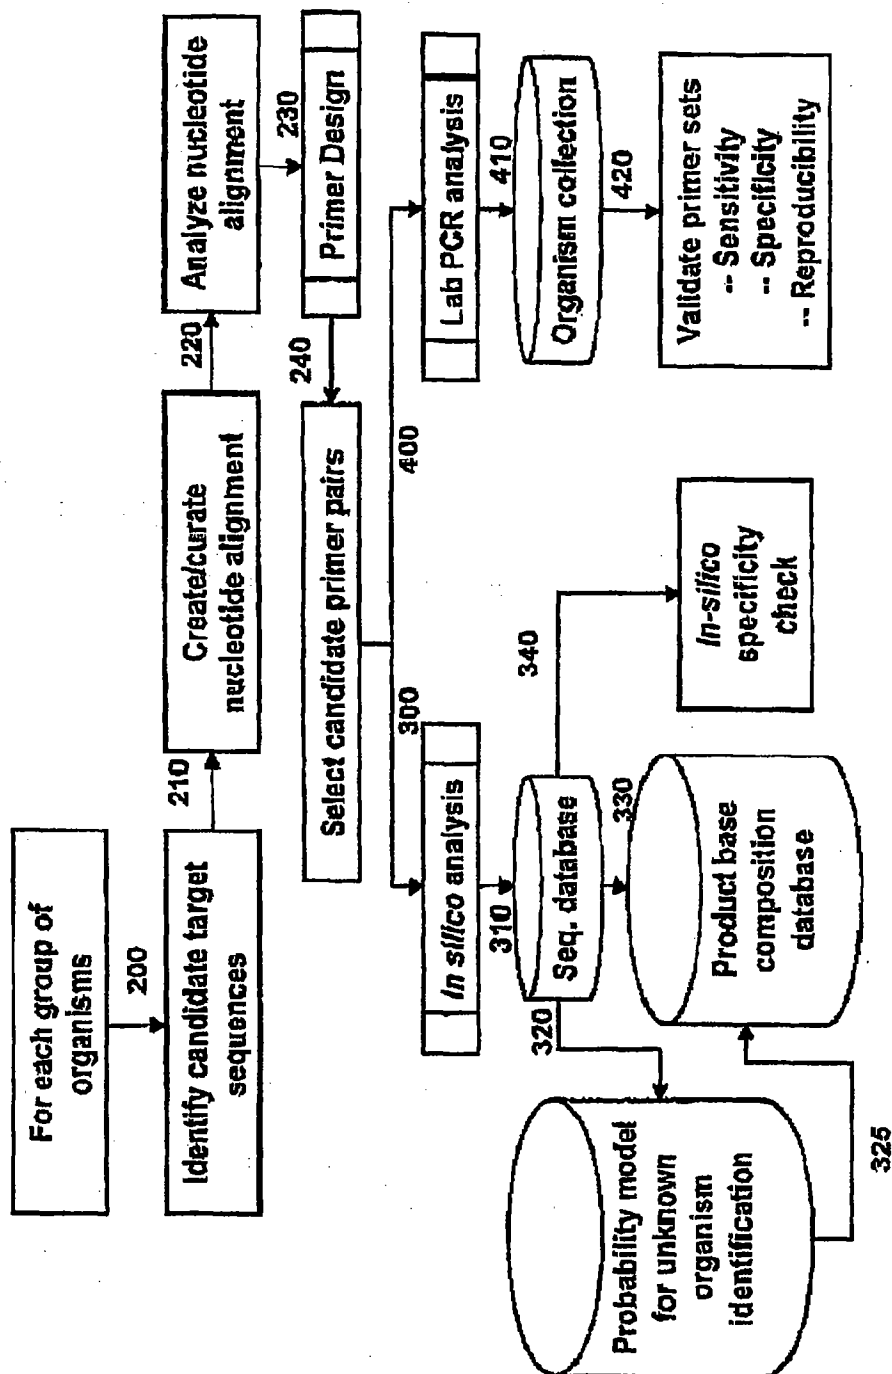 For each group of
organisms
200
Identify candidate target
sequences
210
Create/curate
nucleotide alignment
220
Analyze nucleotide
alignment
230
Primer Design
240
Select candidate primer pairs
300
400
In silico analysis
310
Seq. database
320
330
340
Probability model
for unknown
organism
identification
325
Product base
composition
database
In-silico
specificity
check
Lab PCR analysis
410
Organism collection
420
Validate primer sets
-- Sensitivity
-- Specificity
-- Reproducibility